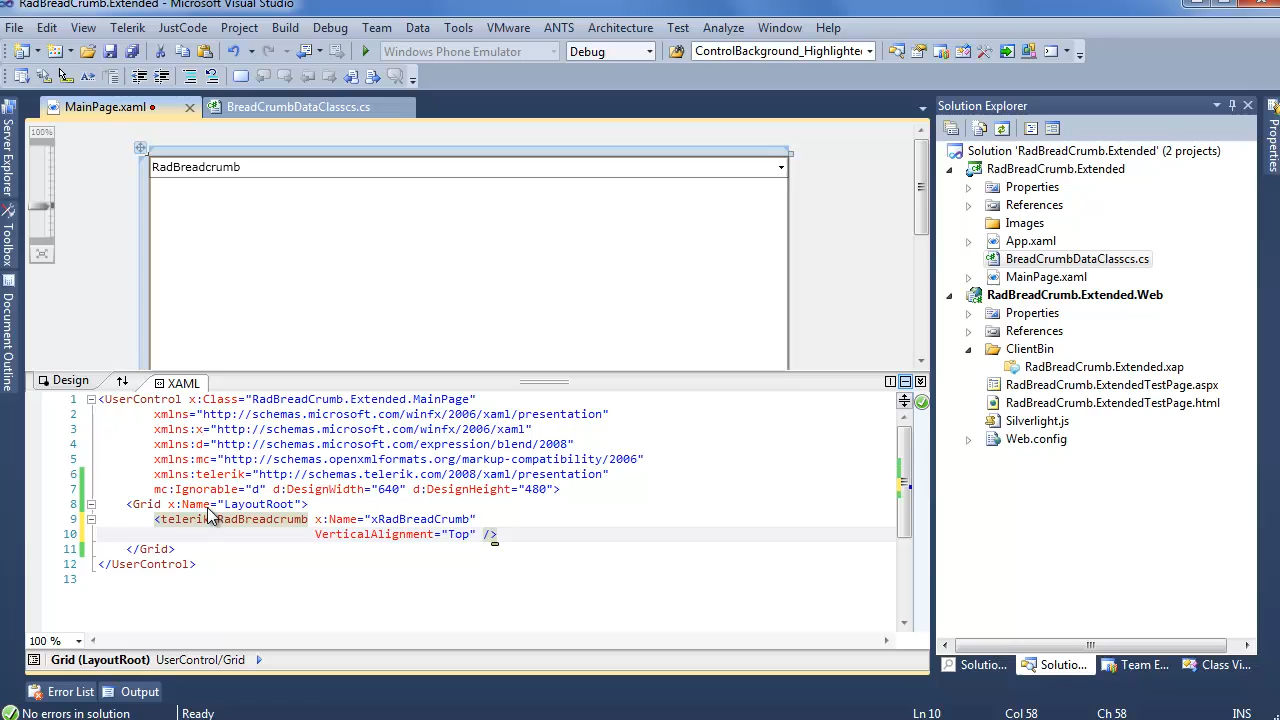 RadBreadCrumb.Extended - Microsoft Visual Studio
File Edit View Telerik JustCode Project Build Debug Team Data Tools VMware ANTS Architecture Test Analyze Window Help
Windows Phone Emulator Debug ControlBackground_Highlighte
MainPage.xaml BreadCrumbDataClasscs.cs
Solution Explorer
Server Explorer
Toolbox
Document Outline
Properties
100%
RadBreadcrumb
Design XAML
1 <UserControl x:Class="RadBreadCrumb.Extended.MainPage"
2 xmlns="http://schemas.microsoft.com/winfx/2006/xaml/presentation"
3 xmlns:x="http://schemas.microsoft.com/winfx/2006/xaml"
4 xmlns:d="http://schemas.microsoft.com/expression/blend/2008"
5 xmlns:mc="http://schemas.openxmlformats.org/markup-compatibility/2006"
6 xmlns:telerik="http://schemas.telerik.com/2008/xaml/presentation"
7 mc:Ignorable="d" d:DesignWidth="640" d:DesignHeight="480">
8 <Grid x:Name="LayoutRoot">
9 <telerik:RadBreadcrumb x:Name="xRadBreadCrumb"
10 VerticalAlignment="Top" />
11 </Grid>
12 </UserControl>
13
100 %
Grid (LayoutRoot) UserControl/Grid
Solution 'RadBreadCrumb.Extended' (2 projects)
RadBreadCrumb.Extended
Properties
References
Images
App.xaml
BreadCrumbDataClasscs.cs
MainPage.xaml
RadBreadCrumb.Extended.Web
Properties
References
ClientBin
RadBreadCrumb.Extended.xap
RadBreadCrumb.ExtendedTestPage.aspx
RadBreadCrumb.ExtendedTestPage.html
Silverlight.js
Web.config
Solutio... Solutio... Team E... Class Vi...
Error List Output
No errors in solution Ready Ln 10 Col 58 Ch 58 INS